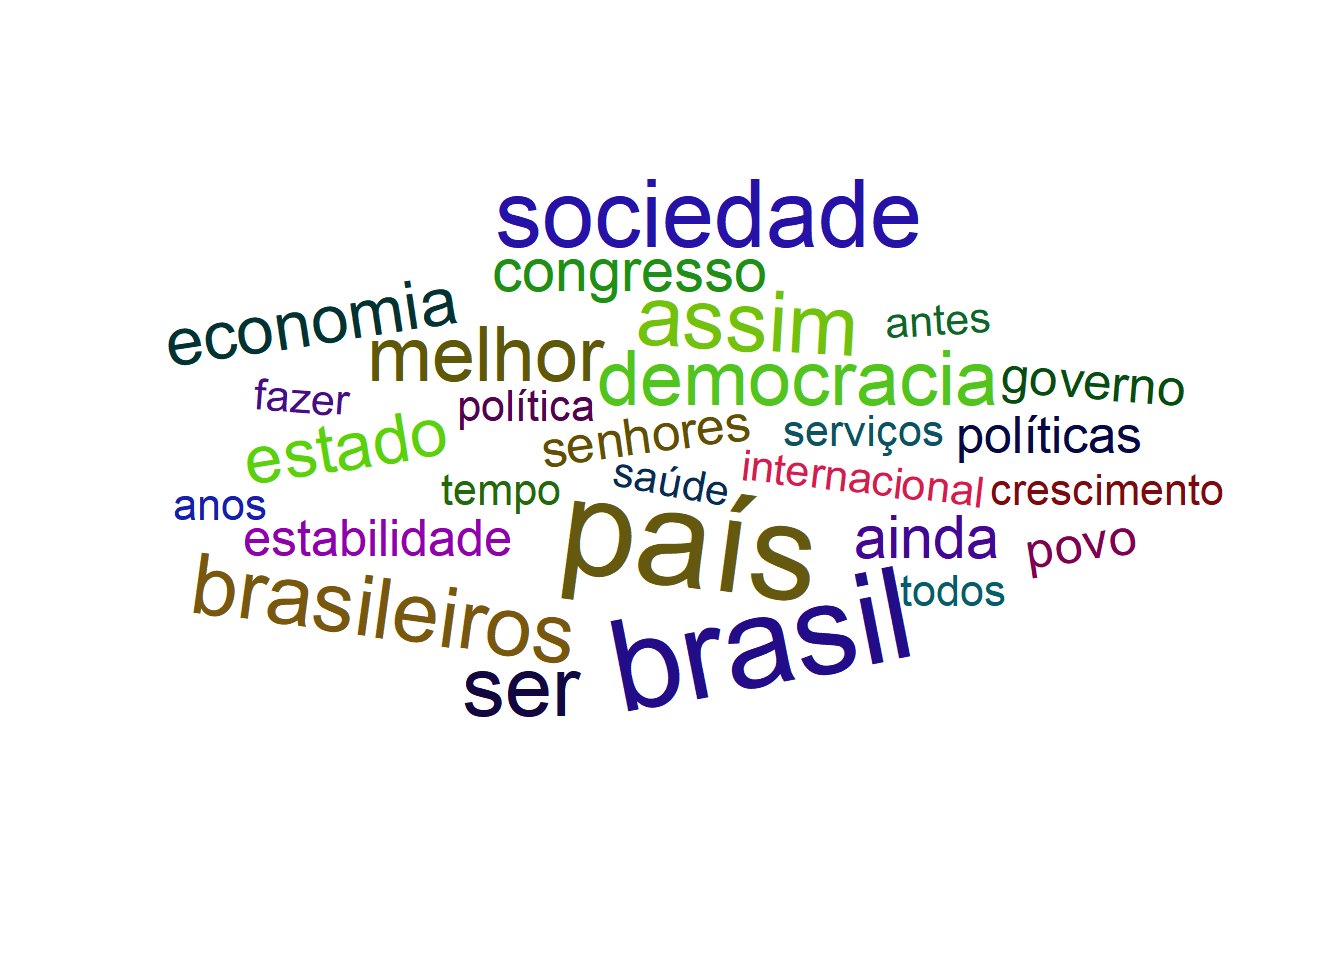 sociedade
congresso
economia
assim
antes
melhor
democracia
governo
fazer
política
estado
senhores
serviços
políticas
anos
tempo
saúde
internacional
crescimento
estabilidade
país
ainda
povo
brasileiros
brasil
todos
ser